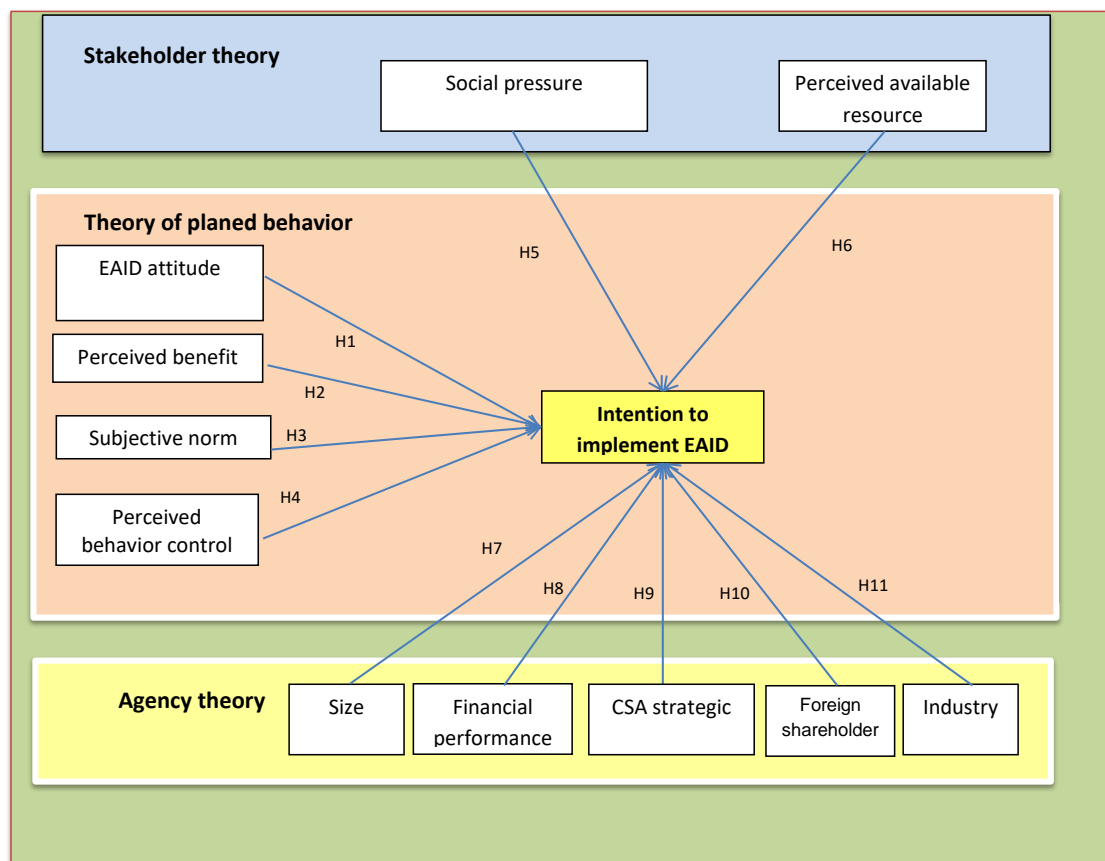 Stakeholder theory
Social pressure
Perceived available
resource
Theory of planed behavior
EAID attitude
H5
H6
Perceived benefit
H1
H2
Subjective norm
H3
Intention to
implement EAID
H4
Perceived
behavior control
H7
H8
H9
H10
H11
Agency theory
Size
Financial
performance
CSA strategic
Foreign
shareholder
Industry